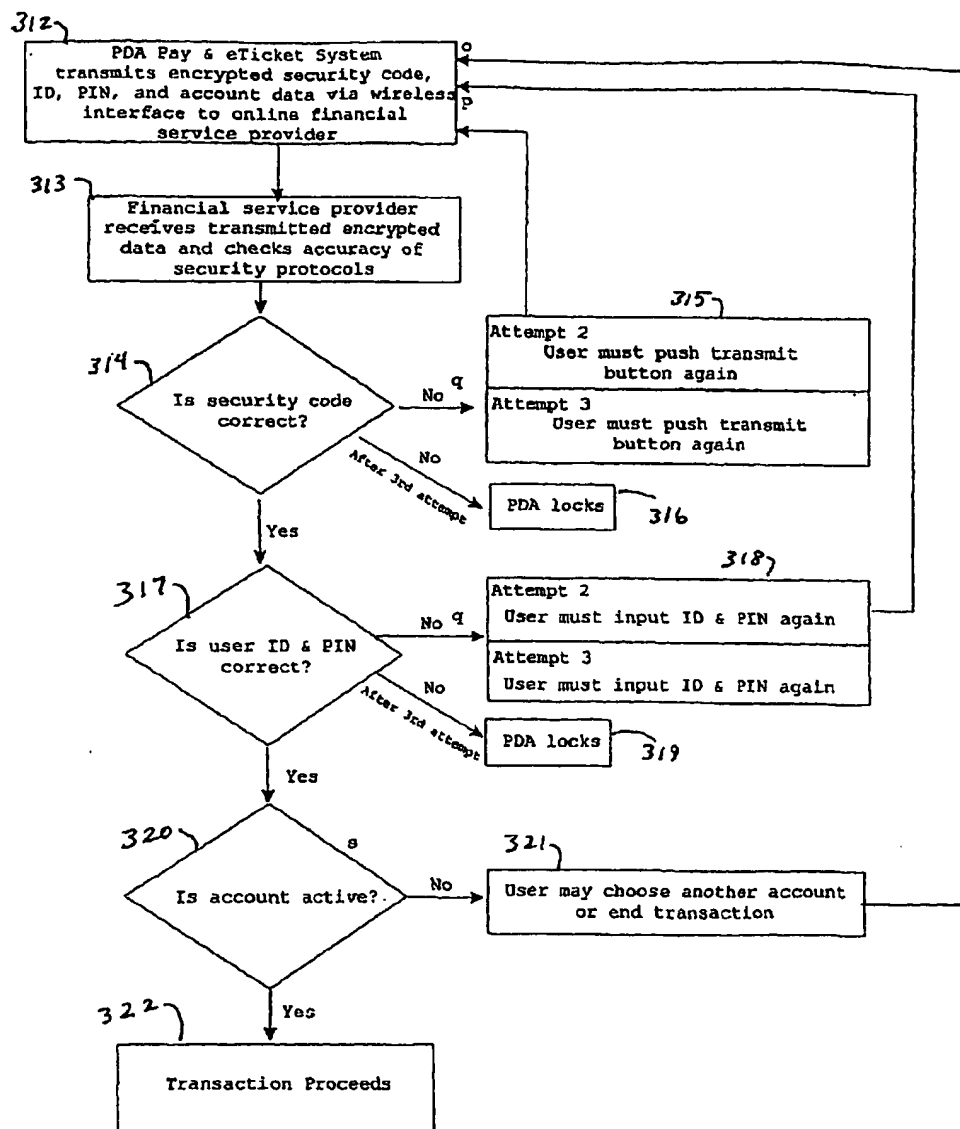 312
PDA Pay & eTicket System
transmits encrypted security code,
ID, PIN, and account data via wireless
interface to online financial
service provider
o
p
313
Financial service provider
receives transmitted encrypted
data and checks accuracy of
security protocols
314
Is security code
correct?
No q
315
Attempt 2
User must push transmit
button again
Attempt 3
User must push transmit
button again
No
After 3rd attempt
PDA locks
316
Yes
317
Is user ID & PIN
correct?
No q
318
Attempt 2
User must input ID & PIN again
Attempt 3
User must input ID & PIN again
No
After 3rd attempt
PDA locks
319
Yes
320
s
Is account active?
No
321
User may choose another account
or end transaction
Yes
322
Transaction Proceeds